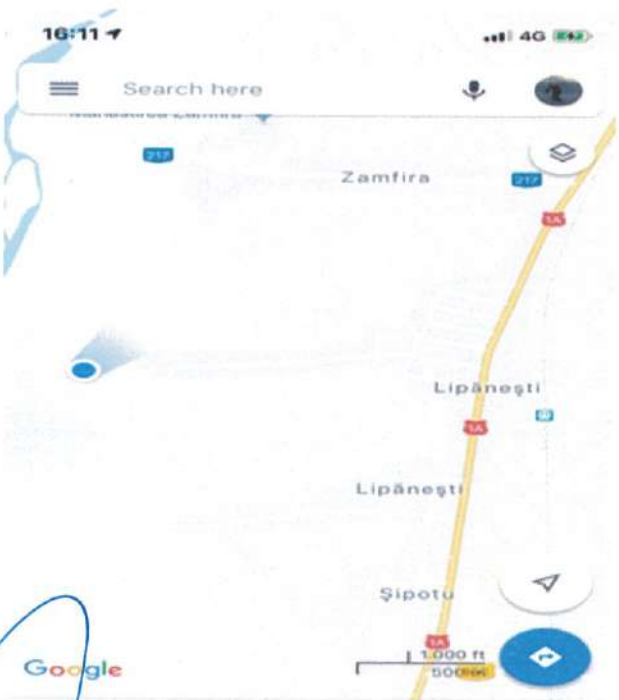 16:11
4G
Search here
217
Zamfira
217
1A
Lipănești
1A
Lipănești
Șipotu
1A
1.000 ft
Google